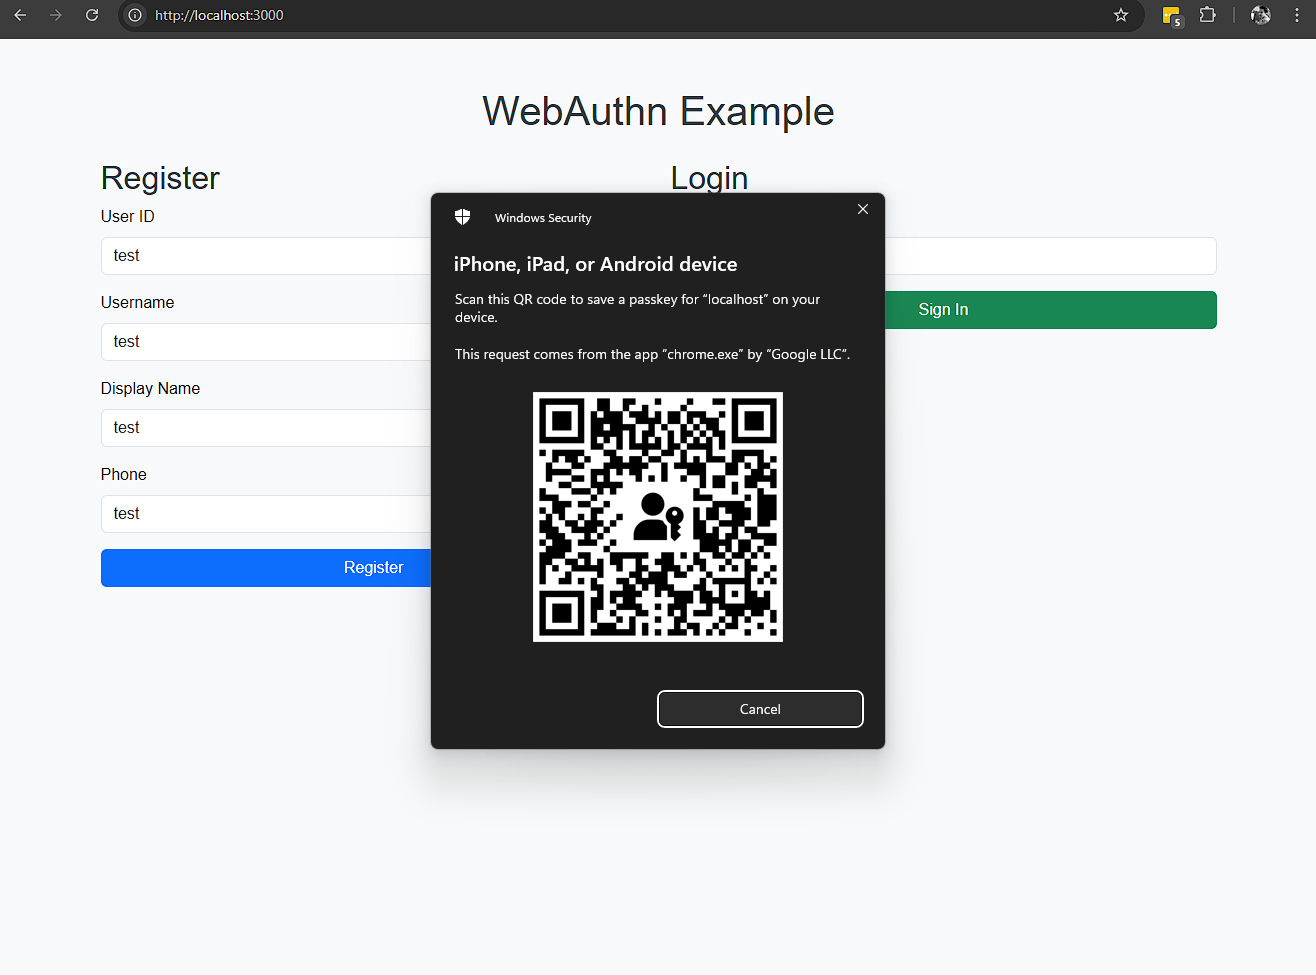 http://localhost:3000
5
WebAuthn Example
Register
Login
User ID
test
Username
test
Display Name
test
Phone
test
Register
Sign In
Windows Security
iPhone, iPad, or Android device
Scan this QR code to save a passkey for “localhost” on your
device.
This request comes from the app “chrome.exe” by “Google LLC”.
Cancel